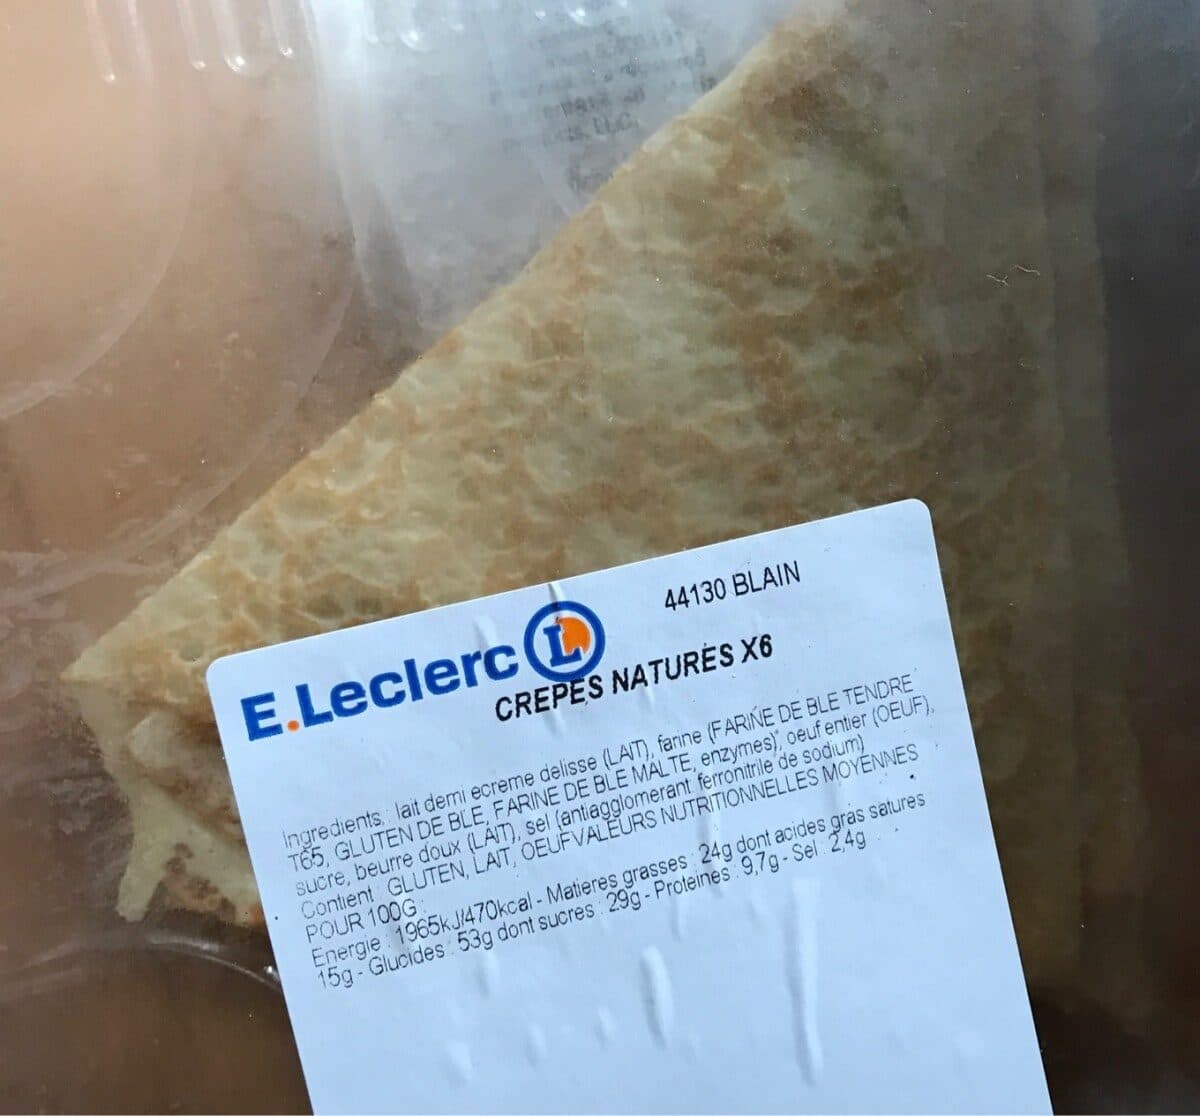 E.Leclerc L
44130 BLAIN
CREPES NATURES X6
Ingredients : lait demi ecreme delisse (LAIT), farine (FARINE DE BLE TENDRE
T65, GLUTEN DE BLE, FARINE DE BLE MALTE, enzymes), oeuf entier (OEUF),
sucre, beurre doux (LAIT), sel (antiagglomerant ferronitrile de sodium)
Contient : GLUTEN, LAIT, OEUFVALEURS NUTRITIONNELLES MOYENNES
POUR 100G :
Energie : 1965kJ/470kcal - Matieres grasses : 24g dont acides gras satures :
15g - Glucides : 53g dont sucres : 29g - Proteines : 9,7g - Sel : 2,4g